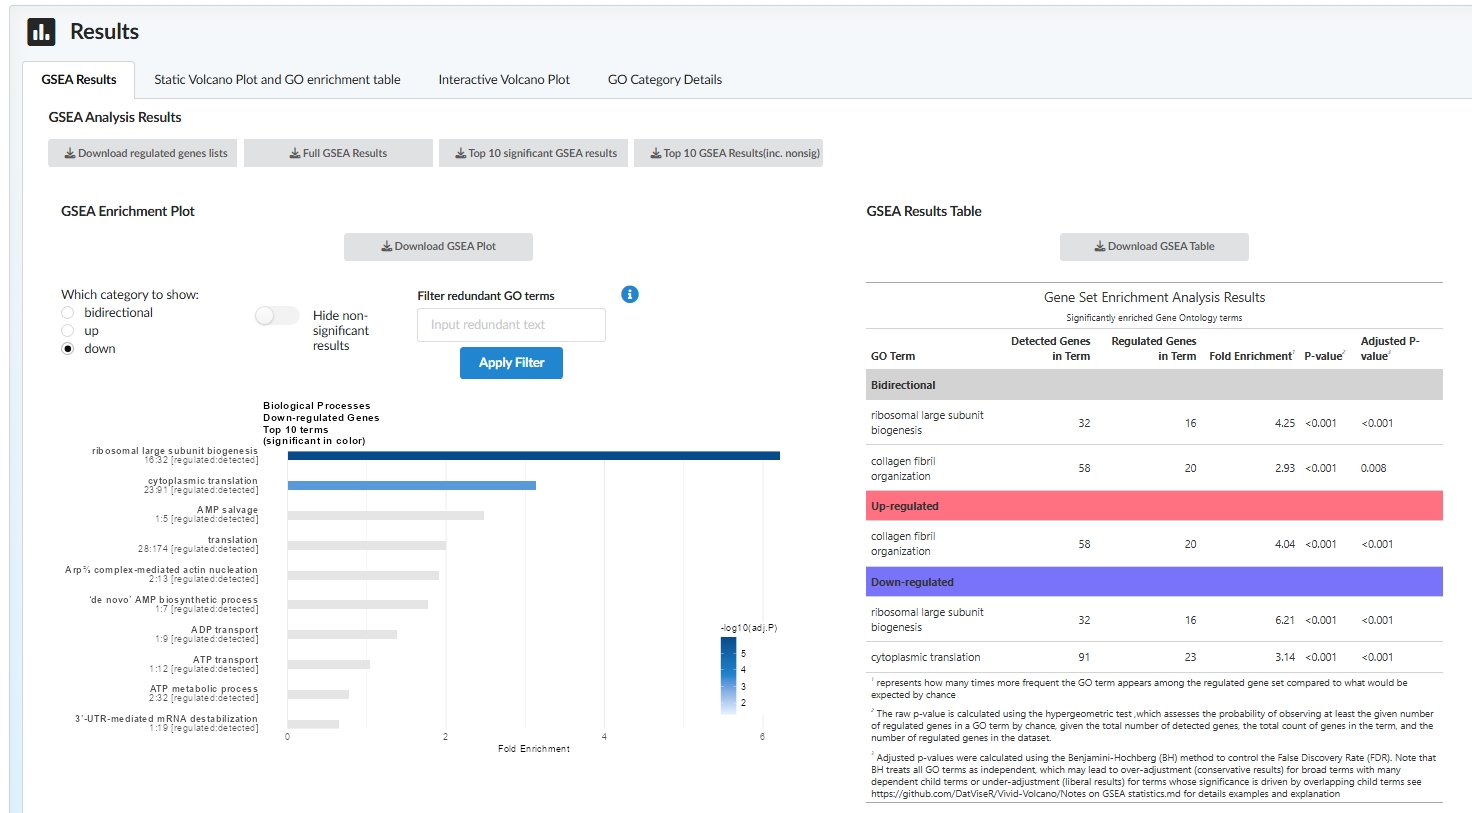 Results
GSEA Results
Static Volcano Plot and GO enrichment table
Interactive Volcano Plot
GO Category Details
GSEA Analysis Results
Download regulated genes lists
Full GSEA Results
Top 10 significant GSEA results
Top 10 GSEA Results(inc. nonsig)
GSEA Enrichment Plot
Download GSEA Plot
Which category to show:
bidirectional
up
down
Hide non-
significant
results
Filter redundant GO terms
Input redundant text
Apply Filter
Biological Processes
Down-regulated Genes
Top 10 terms
(significant in color)
ribosomal large subunit biogenesis
16:32 [regulated:detected]
cytoplasmic translation
23:91 [regulated:detected]
AMP salvage
1:5 [regulated:detected]
translation
28:174 [regulated:detected]
Arp⅔ complex-mediated actin nucleation
2:13 [regulated:detected]
'de novo' AMP biosynthetic process
1:7 [regulated:detected]
ADP transport
1:9 [regulated:detected]
ATP transport
1:12 [regulated:detected]
ATP metabolic process
2:32 [regulated:detected]
3'-UTR-mediated mRNA destabilization
1:19 [regulated:detected]
0 2 4 6
Fold Enrichment
-log10(adj.P)
5
4
3
2
GSEA Results Table
Download GSEA Table
Gene Set Enrichment Analysis Results
Significantly enriched Gene Ontology terms
GO Term Detected Genes in Term Regulated Genes in Term Fold Enrichment¹ P-value² Adjusted P-value³
Bidirectional
ribosomal large subunit biogenesis 32 16 4.25 <0.001 <0.001
collagen fibril organization 58 20 2.93 <0.001 0.008
Up-regulated
collagen fibril organization 58 20 4.04 <0.001 <0.001
Down-regulated
ribosomal large subunit biogenesis 32 16 6.21 <0.001 <0.001
cytoplasmic translation 91 23 3.14 <0.001 <0.001
¹ represents how many times more frequent the GO term appears among the regulated gene set compared to what would be
expected by chance
² The raw p-value is calculated using the hypergeometric test ,which assesses the probability of observing at least the given number
of regulated genes in a GO term by chance, given the total number of detected genes, the total count of genes in the term, and the
number of regulated genes in the dataset.
³ Adjusted p-values were calculated using the Benjamini-Hochberg (BH) method to control the False Discovery Rate (FDR). Note that
BH treats all GO terms as independent, which may lead to over-adjustment (conservative results) for broad terms with many
dependent child terms or under-adjustment (liberal results) for terms whose significance is driven by overlapping child terms see
https://github.com/DatViseR/Vivid-Volcano/Notes on GSEA statistics.md for details examples and explanation